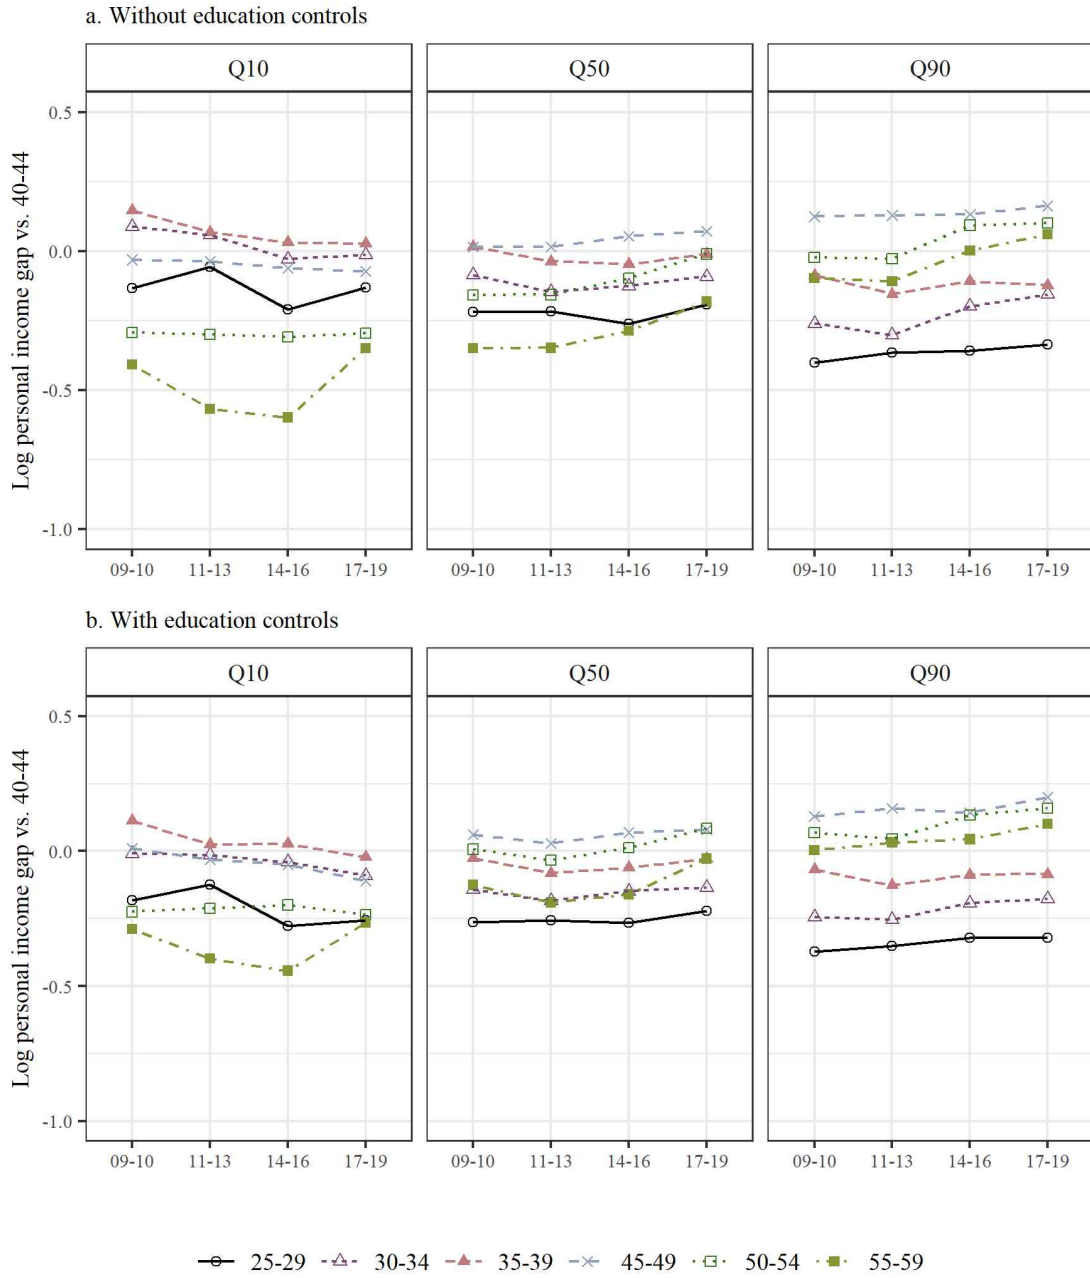 a. Without education controls
Q10 Q50 Q90
Log personal income gap vs. 40-44
0.5
0.0
-0.5
-1.0
09-10 11-13 14-16 17-19 09-10 11-13 14-16 17-19 09-10 11-13 14-16 17-19
b. With education controls
Q10 Q50 Q90
Log personal income gap vs. 40-44
0.5
0.0
-0.5
-1.0
09-10 11-13 14-16 17-19 09-10 11-13 14-16 17-19 09-10 11-13 14-16 17-19
25-29 30-34 35-39 45-49 50-54 55-59